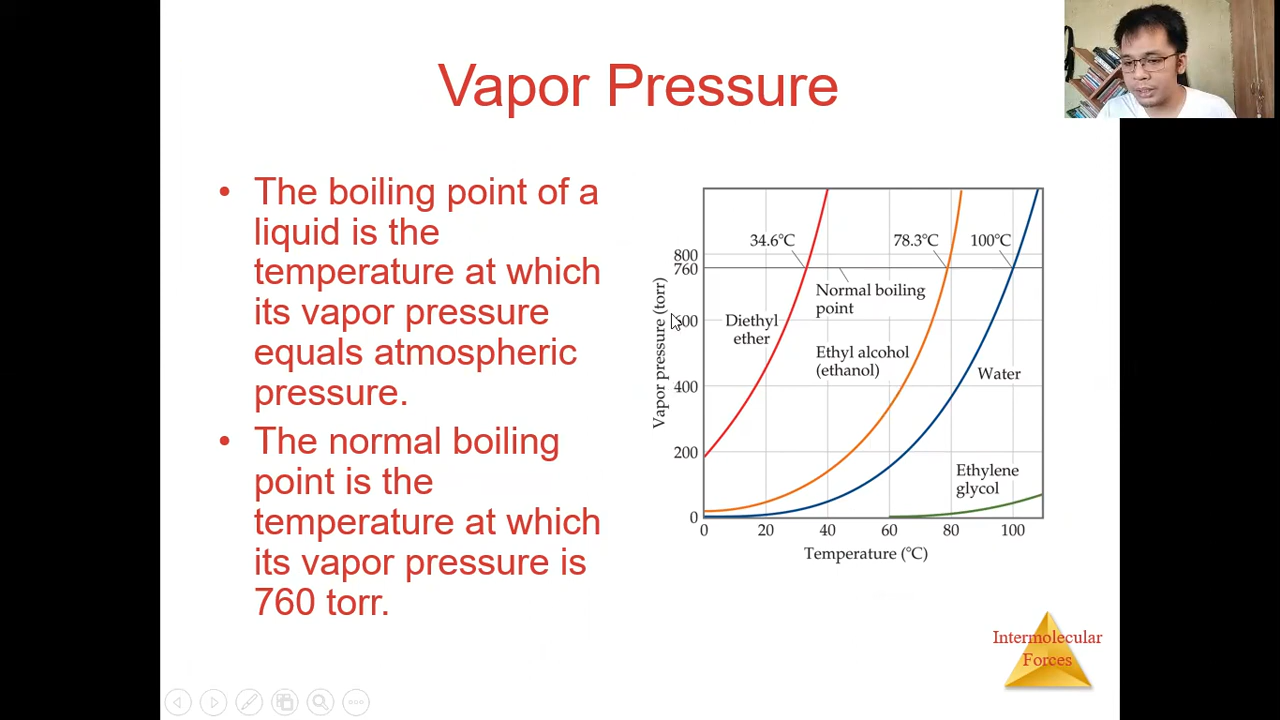 Vapor Pressure
• The boiling point of a
liquid is the
temperature at which
its vapor pressure
equals atmospheric
pressure.
• The normal boiling
point is the
temperature at which
its vapor pressure is
760 torr.
34.6°C
78.3°C
100°C
800
760
Normal boiling
point
Diethyl
ether
Ethyl alcohol
(ethanol)
Water
400
200
Ethylene
glycol
0
0 20 40 60 80 100
Vapor pressure (torr)
Temperature (°C)
Intermolecular
Forces